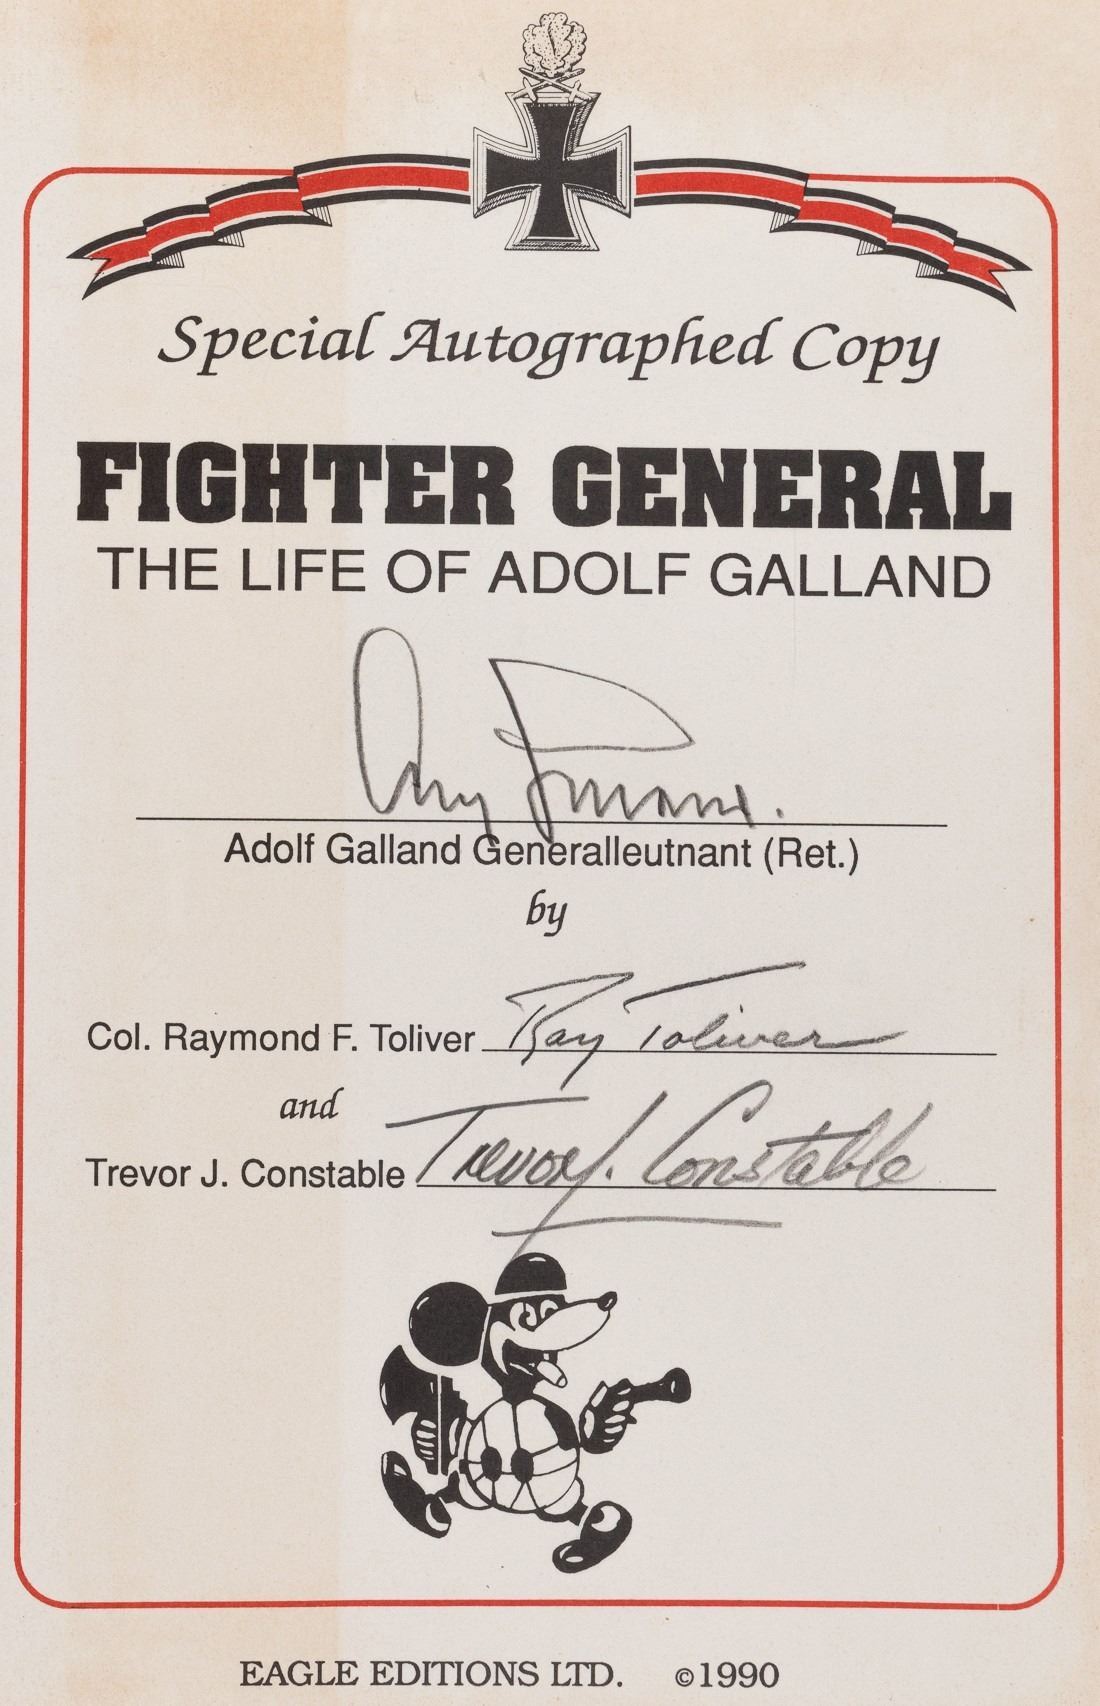 Special Autographed Copy
FIGHTER GENERAL
THE LIFE OF ADOLF GALLAND
Adolf Galland Generalleutnant (Ret.)
by
Col. Raymond F. Toliver Ray Toliver
and
Trevor J. Constable Trevor J. Constable
EAGLE EDITIONS LTD. ©1990